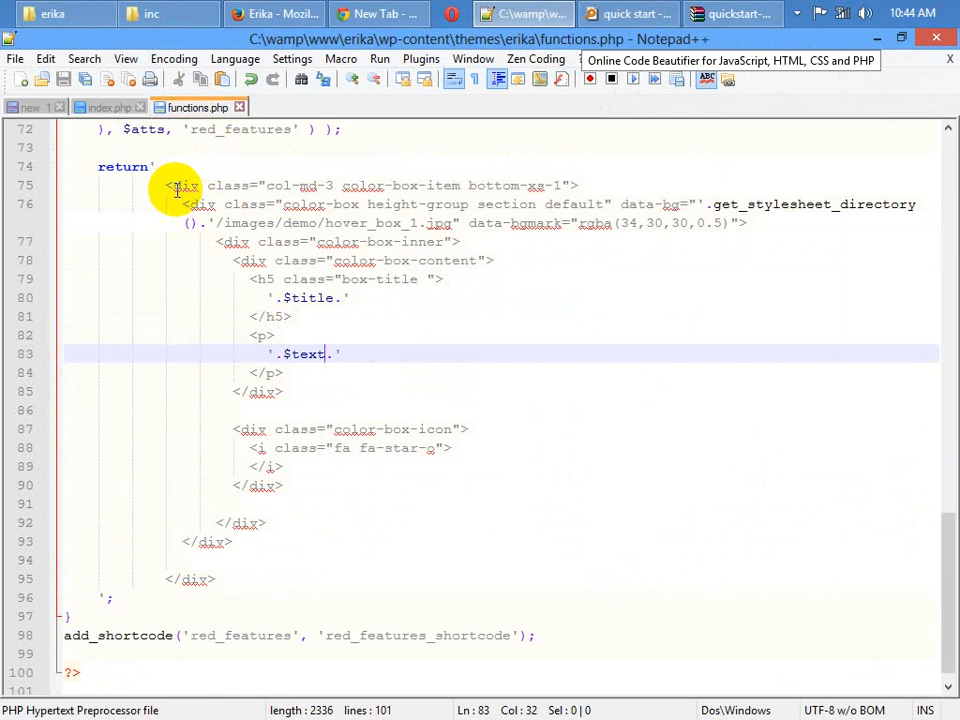 erika
inc
Erika - Mozil...
New Tab - ...
C:\wamp\w...
quick start -...
quickstart-...
10:44 AM
C:\wamp\www\erika\wp-content\themes\erika\functions.php - Notepad++
File Edit Search View Encoding Language Settings Macro Run Plugins Window Zen Coding ? X
Online Code Beautifier for JavaScript, HTML, CSS and PHP
new 1
index.php
functions.php
72 ), $atts, 'red_features' ) );
73
74 return'
75 <div class="col-md-3 color-box-item bottom-xs-1">
76 <div class="color-box height-group section default" data-bg="'.get_stylesheet_directory
().'/images/demo/hover_box_1.jpg" data-bgmark="rgba(34,30,30,0.5)">
77 <div class="color-box-inner">
78 <div class="color-box-content">
79 <h5 class="box-title ">
80 '.$title.'
81 </h5>
82 <p>
83 '.$text.'
84 </p>
85 </div>
86
87 <div class="color-box-icon">
88 <i class="fa fa-star-o">
89 </i>
90 </div>
91
92 </div>
93 </div>
94
95 </div>
96 ';
97 }
98 add_shortcode('red_features', 'red_features_shortcode');
99
100 ?>
101
PHP Hypertext Preprocessor file
length : 2336 lines : 101
Ln : 83 Col : 32 Sel : 0 | 0
Dos\Windows
UTF-8 w/o BOM
INS